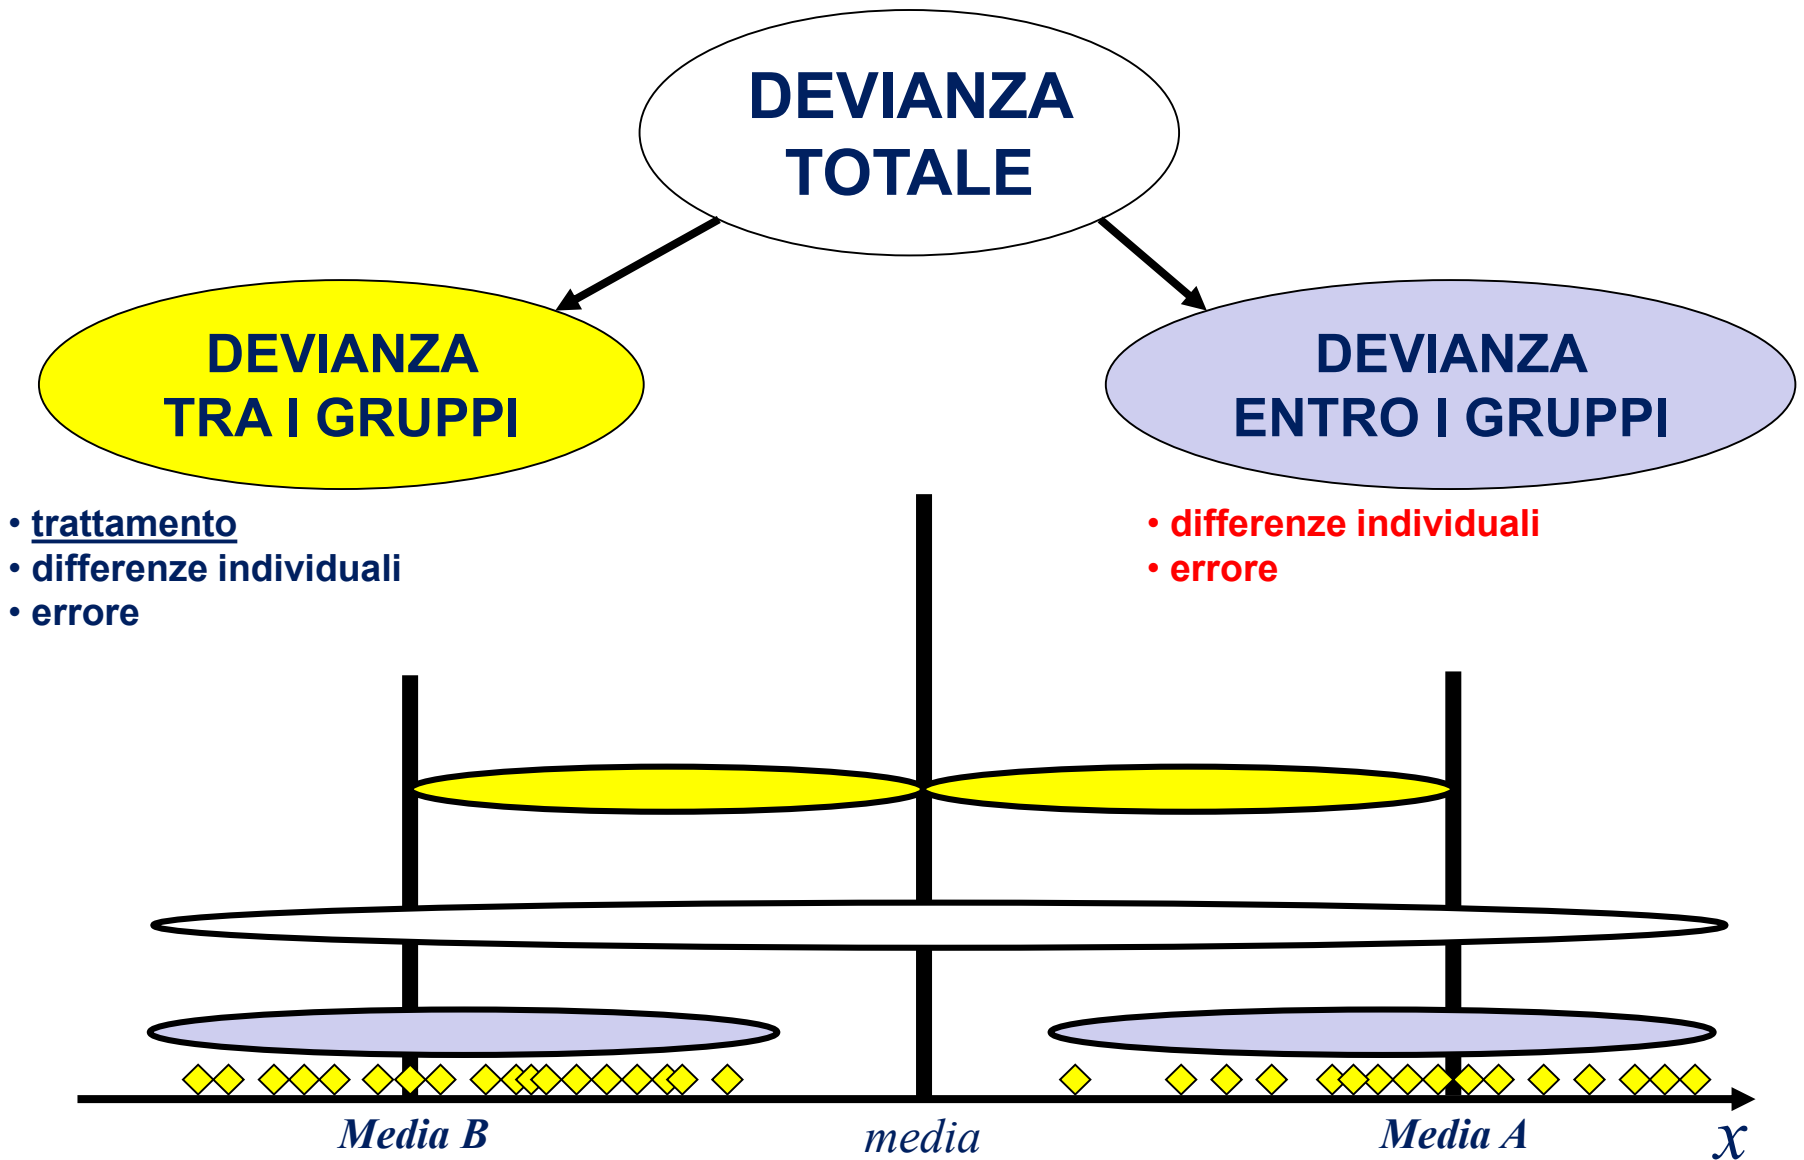 DEVIANZA
TOTALE
DEVIANZA
TRA I GRUPPI
DEVIANZA
ENTRO I GRUPPI
• trattamento
• differenze individuali
• errore
• differenze individuali
• errore
Media B
media
Media A
x